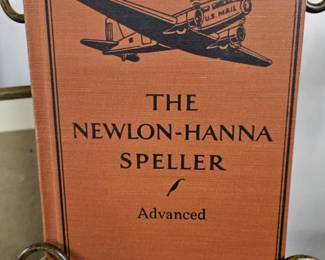 U.S. MAIL
THE
NEWLON-HANNA
SPELLER
Advanced